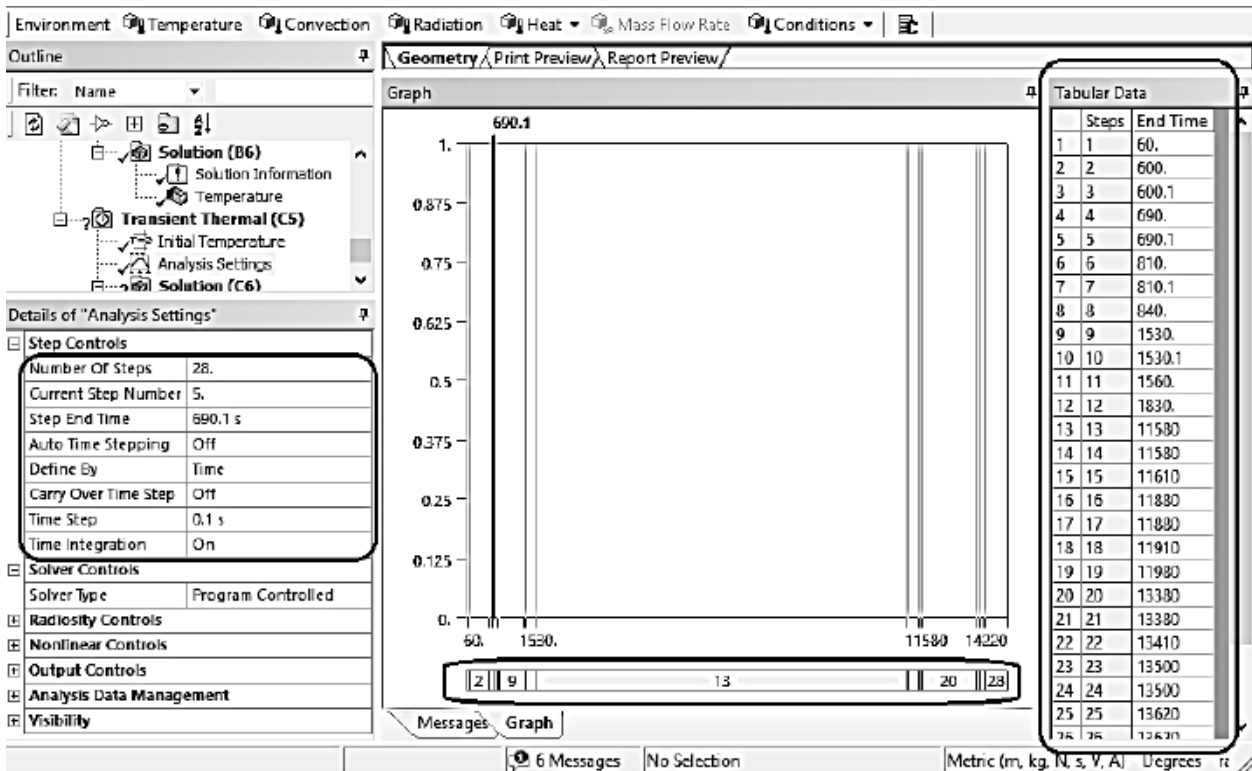 Environment Temperature Convection Radiation Heat Mass Flow Rate Conditions
Outline
Filter: Name
Solution (B6)
Solution Information
Temperature
Transient Thermal (C5)
Initial Temperature
Analysis Settings
Solution (C6)
Details of "Analysis Settings"
Step Controls
Number Of Steps 28.
Current Step Number 5.
Step End Time 690.1 s
Auto Time Stepping Off
Define By Time
Carry Over Time Step Off
Time Step 0.1 s
Time Integration On
Solver Controls
Solver Type Program Controlled
Radiosity Controls
Nonlinear Controls
Output Controls
Analysis Data Management
Visibility
Geometry Print Preview Report Preview
Graph
690.1
1.
0.875
0.75
0.625
0.5
0.375
0.25
0.125
0.
60. 1530. 11580 14220
2 9 13 20 28
Messages Graph
Tabular Data
Steps End Time
1 1 60.
2 2 600.
3 3 600.1
4 4 690.
5 5 690.1
6 6 810.
7 7 810.1
8 8 840.
9 9 1530.
10 10 1530.1
11 11 1560.
12 12 1830.
13 13 11580
14 14 11580
15 15 11610
16 16 11880
17 17 11880
18 18 11910
19 19 11980
20 20 13380
21 21 13380
22 22 13410
23 23 13500
24 24 13500
25 25 13620
26 26 13620
6 Messages No Selection Metric (m, kg, N, s, V, A) Degrees